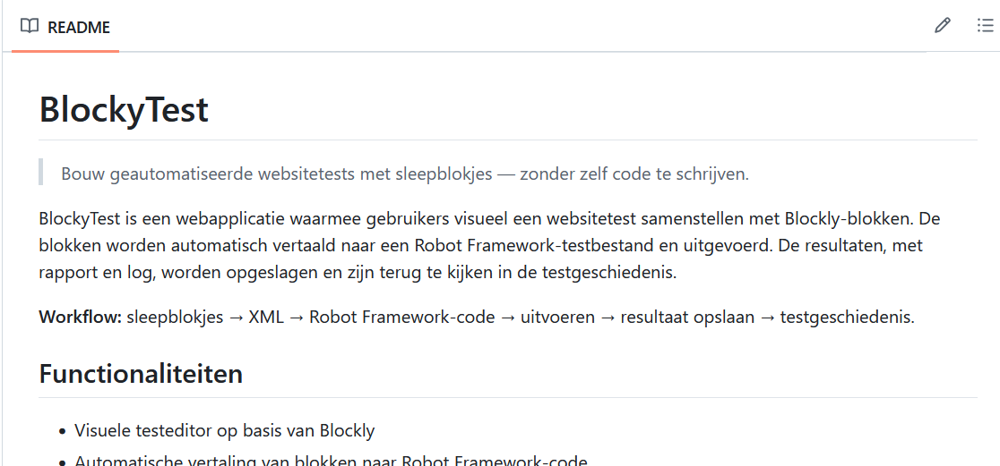 README
BlockyTest
Bouw geautomatiseerde websitetests met sleepblokjes — zonder zelf code te schrijven.
BlockyTest is een webapplicatie waarmee gebruikers visueel een websitetest samenstellen met Blockly-blokken. De
blokken worden automatisch vertaald naar een Robot Framework-testbestand en uitgevoerd. De resultaten, met
rapport en log, worden opgeslagen en zijn terug te kijken in de testgeschiedenis.
Workflow: sleepblokjes → XML → Robot Framework-code → uitvoeren → resultaat opslaan → testgeschiedenis.
Functionaliteiten
• Visuele testeditor op basis van Blockly
• Automatische vertaling van blokken naar Robot Framework-code